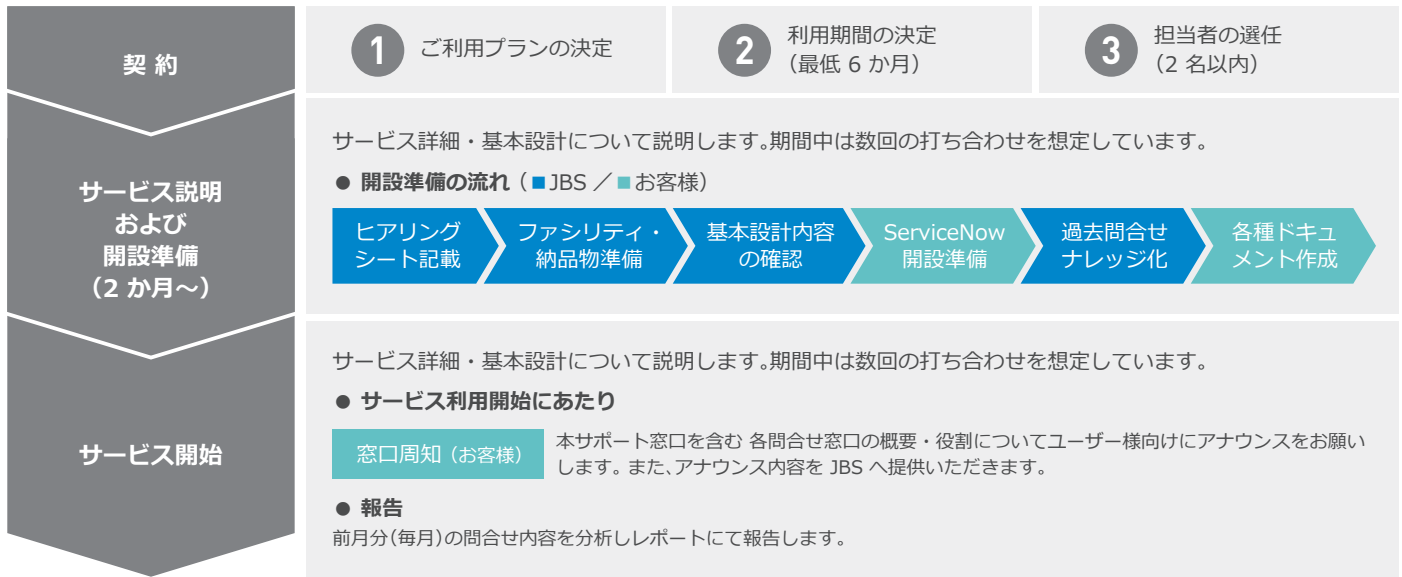 契 約
1
ご利用プランの決定
2
利用期間の決定
(最低 6 か月)
3
担当者の選任
(2 名以内)
サービス説明
および
開設準備
(2 か月〜)
サービス詳細・基本設計について説明します。期間中は数回の打ち合わせを想定しています。
● 開設準備の流れ(■JBS / ■お客様)
ヒアリング
シート記載
ファシリティ・
納品物準備
基本設計内容
の確認
ServiceNow
開設準備
過去問合せ
ナレッジ化
各種ドキュ
メント作成
サービス開始
サービス詳細・基本設計について説明します。期間中は数回の打ち合わせを想定しています。
● サービス利用開始にあたり
窓口周知(お客様)
本サポート窓口を含む 各問合せ窓口の概要・役割についてユーザー様向けにアナウンスをお願い
します。また、アナウンス内容を JBS へ提供いただきます。
● 報告
前月分(毎月)の問合せ内容を分析しレポートにて報告します。